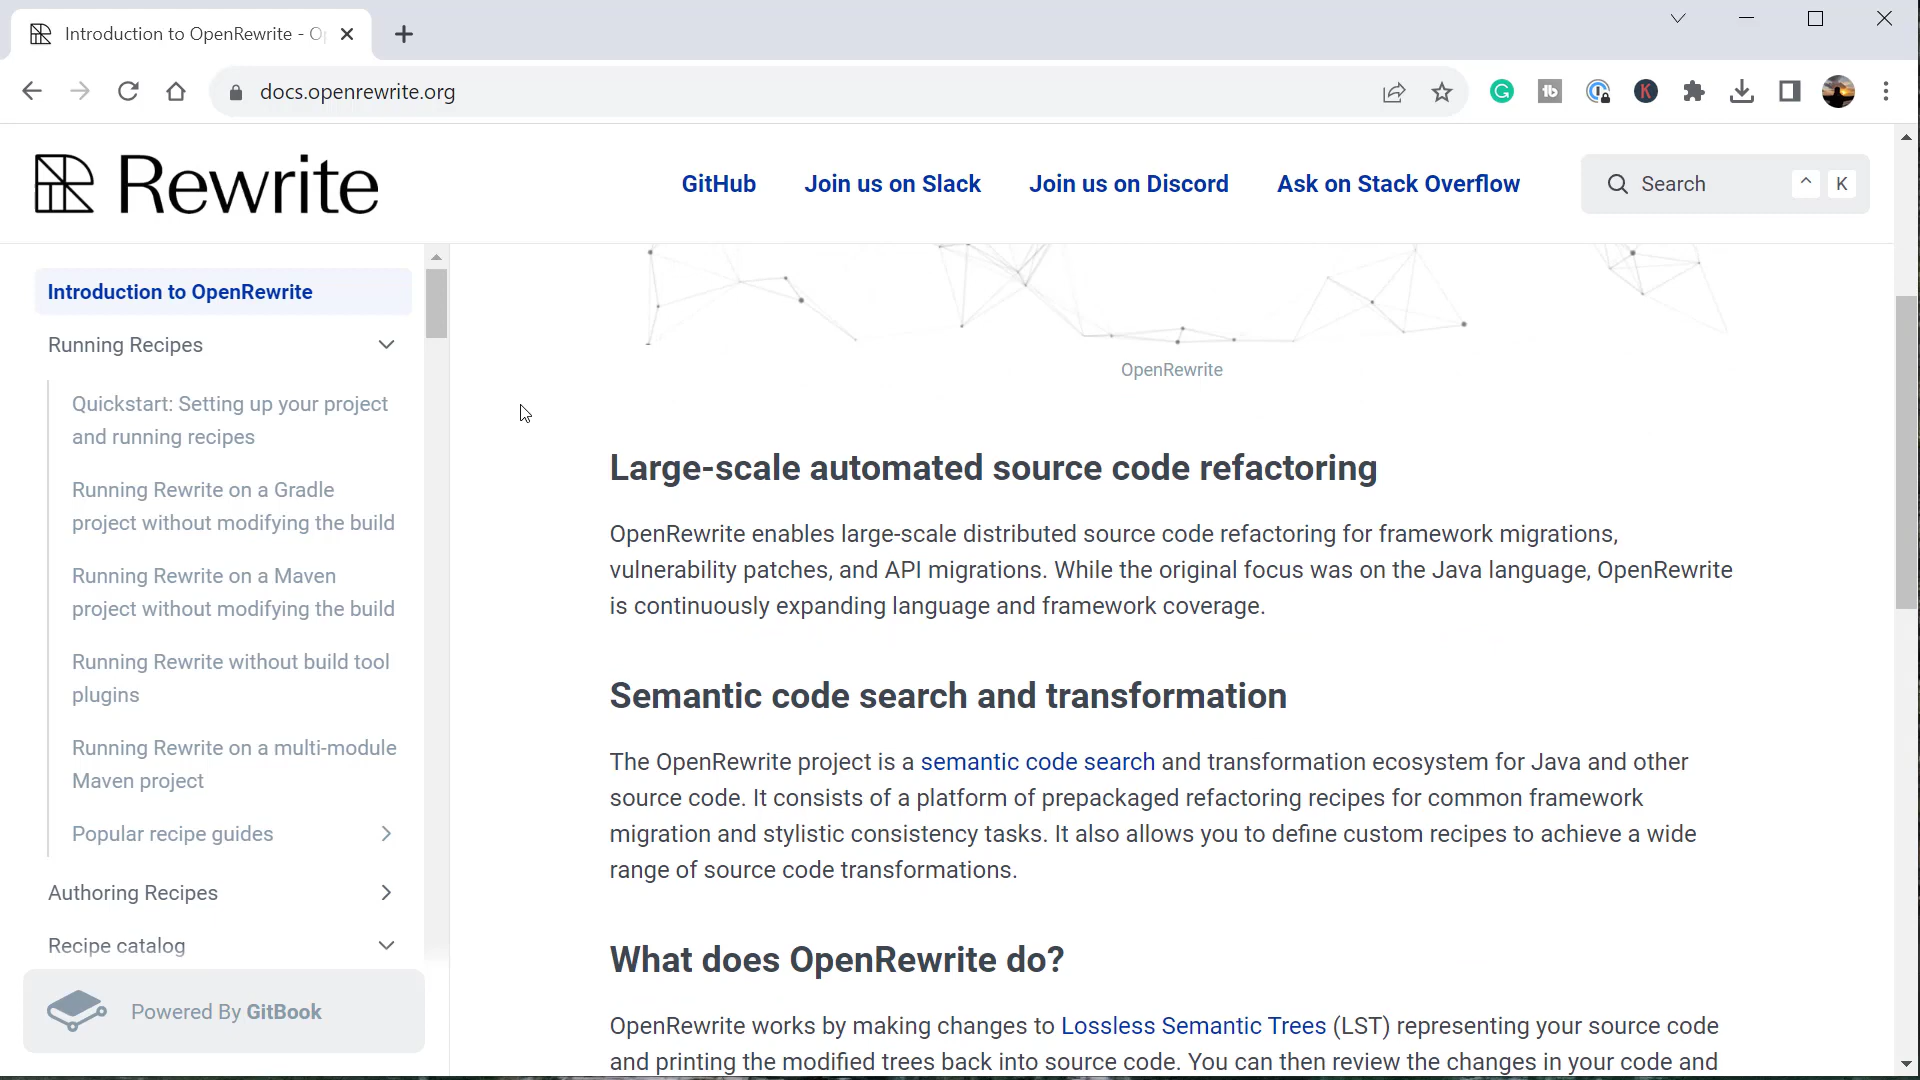 Introduction to OpenRewrite - Op
docs.openrewrite.org
Rewrite
GitHub
Join us on Slack
Join us on Discord
Ask on Stack Overflow
Search
^ K
Introduction to OpenRewrite
Running Recipes
Quickstart: Setting up your project
and running recipes
Running Rewrite on a Gradle
project without modifying the build
Running Rewrite on a Maven
project without modifying the build
Running Rewrite without build tool
plugins
Running Rewrite on a multi-module
Maven project
Popular recipe guides
Authoring Recipes
Recipe catalog
Powered By GitBook
OpenRewrite
Large-scale automated source code refactoring
OpenRewrite enables large-scale distributed source code refactoring for framework migrations,
vulnerability patches, and API migrations. While the original focus was on the Java language, OpenRewrite
is continuously expanding language and framework coverage.
Semantic code search and transformation
The OpenRewrite project is a semantic code search and transformation ecosystem for Java and other
source code. It consists of a platform of prepackaged refactoring recipes for common framework
migration and stylistic consistency tasks. It also allows you to define custom recipes to achieve a wide
range of source code transformations.
What does OpenRewrite do?
OpenRewrite works by making changes to Lossless Semantic Trees (LST) representing your source code
and printing the modified trees back into source code. You can then review the changes in your code and